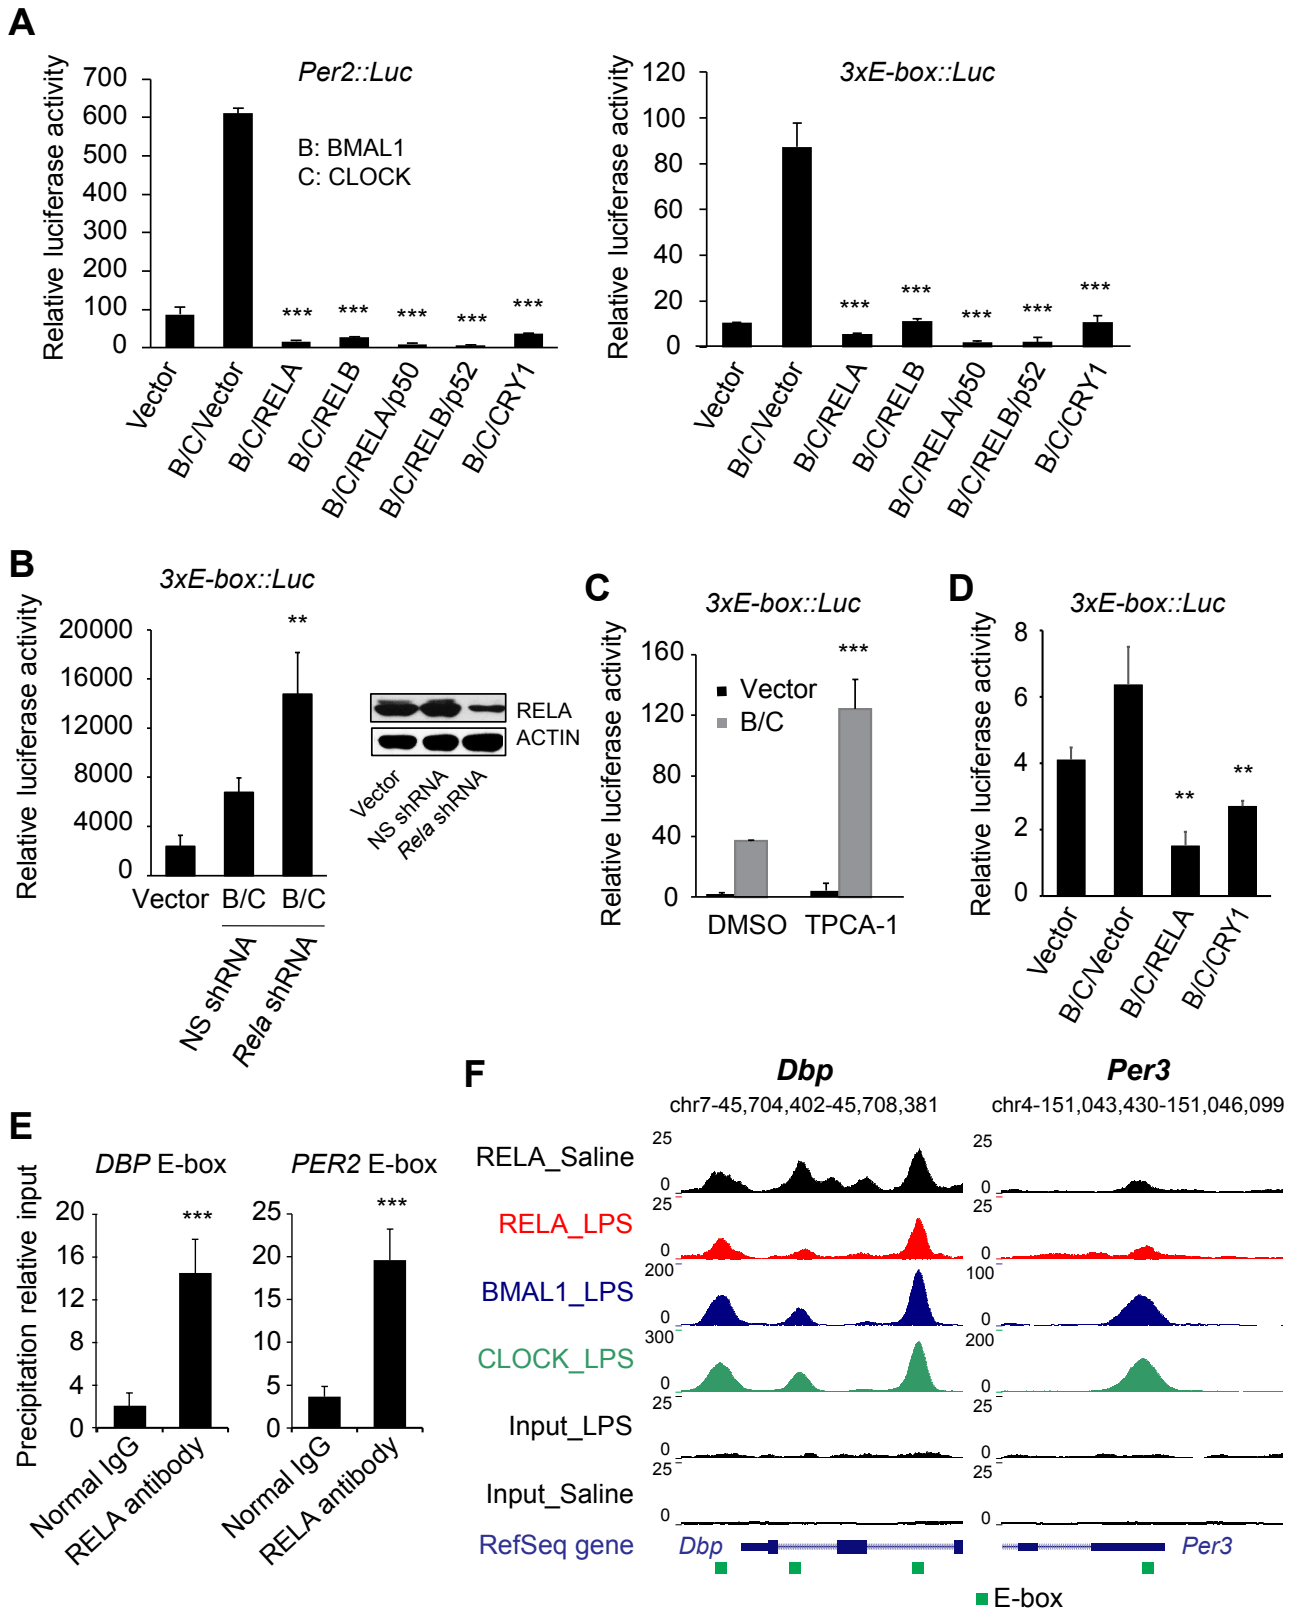 A
Per2::Luc
Relative luciferase activity
700
600
500
400
300
200
100
0
B: BMAL1
C: CLOCK
***
***
***
***
***
Vector
B/C/Vector
B/C/RELA
B/C/RELB
B/C/RELA/p50
B/C/RELB/p52
B/C/CRY1
3xE-box::Luc
Relative luciferase activity
120
100
80
60
40
20
0
***
***
***
***
***
Vector
B/C/Vector
B/C/RELA
B/C/RELB
B/C/RELA/p50
B/C/RELB/p52
B/C/CRY1
B
3xE-box::Luc
Relative luciferase activity
20000
16000
12000
8000
4000
0
**
Vector B/C B/C
NS shRNA
Rela shRNA
RELA
ACTIN
Vector
NS shRNA
Rela shRNA
C
3xE-box::Luc
Relative luciferase activity
160
120
80
40
0
***
Vector
B/C
DMSO TPCA-1
D
3xE-box::Luc
Relative luciferase activity
8
6
4
2
0
**
**
Vector
B/C/Vector
B/C/RELA
B/C/CRY1
E
DBP E-box
Precipitation relative input
20
16
12
8
4
0
***
Normal IgG
RELA antibody
PER2 E-box
25
20
15
10
5
0
***
Normal IgG
RELA antibody
F
Dbp Per3
chr7-45,704,402-45,708,381 chr4-151,043,430-151,046,099
RELA_Saline 25 0 25 0
RELA_LPS 25 0 25 0
BMAL1_LPS 200 0 100 0
CLOCK_LPS 300 0 200 0
Input_LPS 25 0 25 0
Input_Saline 25 0 25 0
RefSeq gene Dbp Per3
E-box